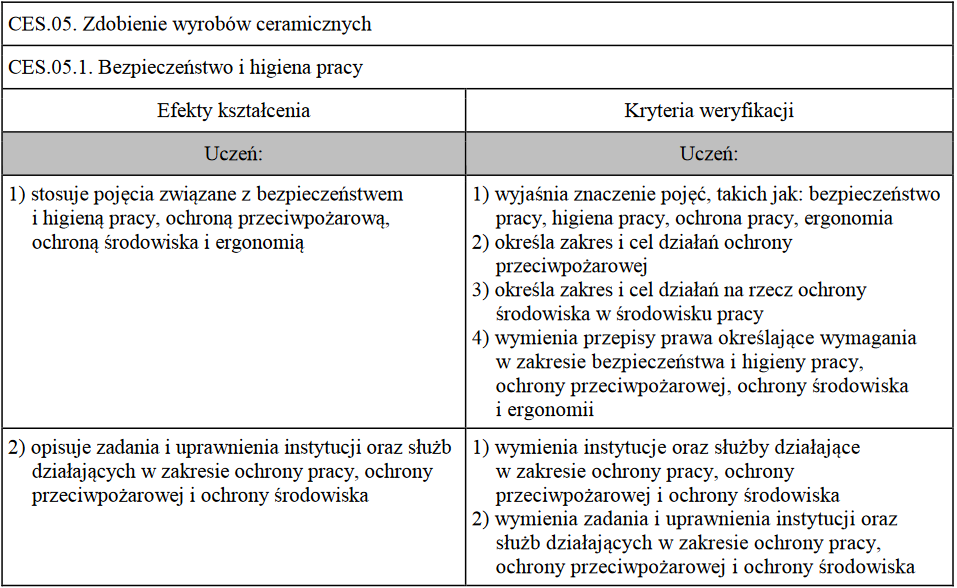 CES.05. Zdobienie wyrobów ceramicznych
CES.05.1. Bezpieczeństwo i higiena pracy
Efekty kształcenia
Kryteria weryfikacji
Uczeń:
Uczeń:
1) stosuje pojęcia związane z bezpieczeństwem
i higieną pracy, ochroną przeciwpożarową,
ochroną środowiska i ergonomią
1) wyjaśnia znaczenie pojęć, takich jak: bezpieczeństwo
pracy, higiena pracy, ochrona pracy, ergonomia
2) określa zakres i cel działań ochrony
przeciwpożarowej
3) określa zakres i cel działań na rzecz ochrony
środowiska w środowisku pracy
4) wymienia przepisy prawa określające wymagania
w zakresie bezpieczeństwa i higieny pracy,
ochrony przeciwpożarowej, ochrony środowiska
i ergonomii
2) opisuje zadania i uprawnienia instytucji oraz służb
działających w zakresie ochrony pracy, ochrony
przeciwpożarowej i ochrony środowiska
1) wymienia instytucje oraz służby działające
w zakresie ochrony pracy, ochrony
przeciwpożarowej i ochrony środowiska
2) wymienia zadania i uprawnienia instytucji oraz
służb działających w zakresie ochrony pracy,
ochrony przeciwpożarowej i ochrony środowiska